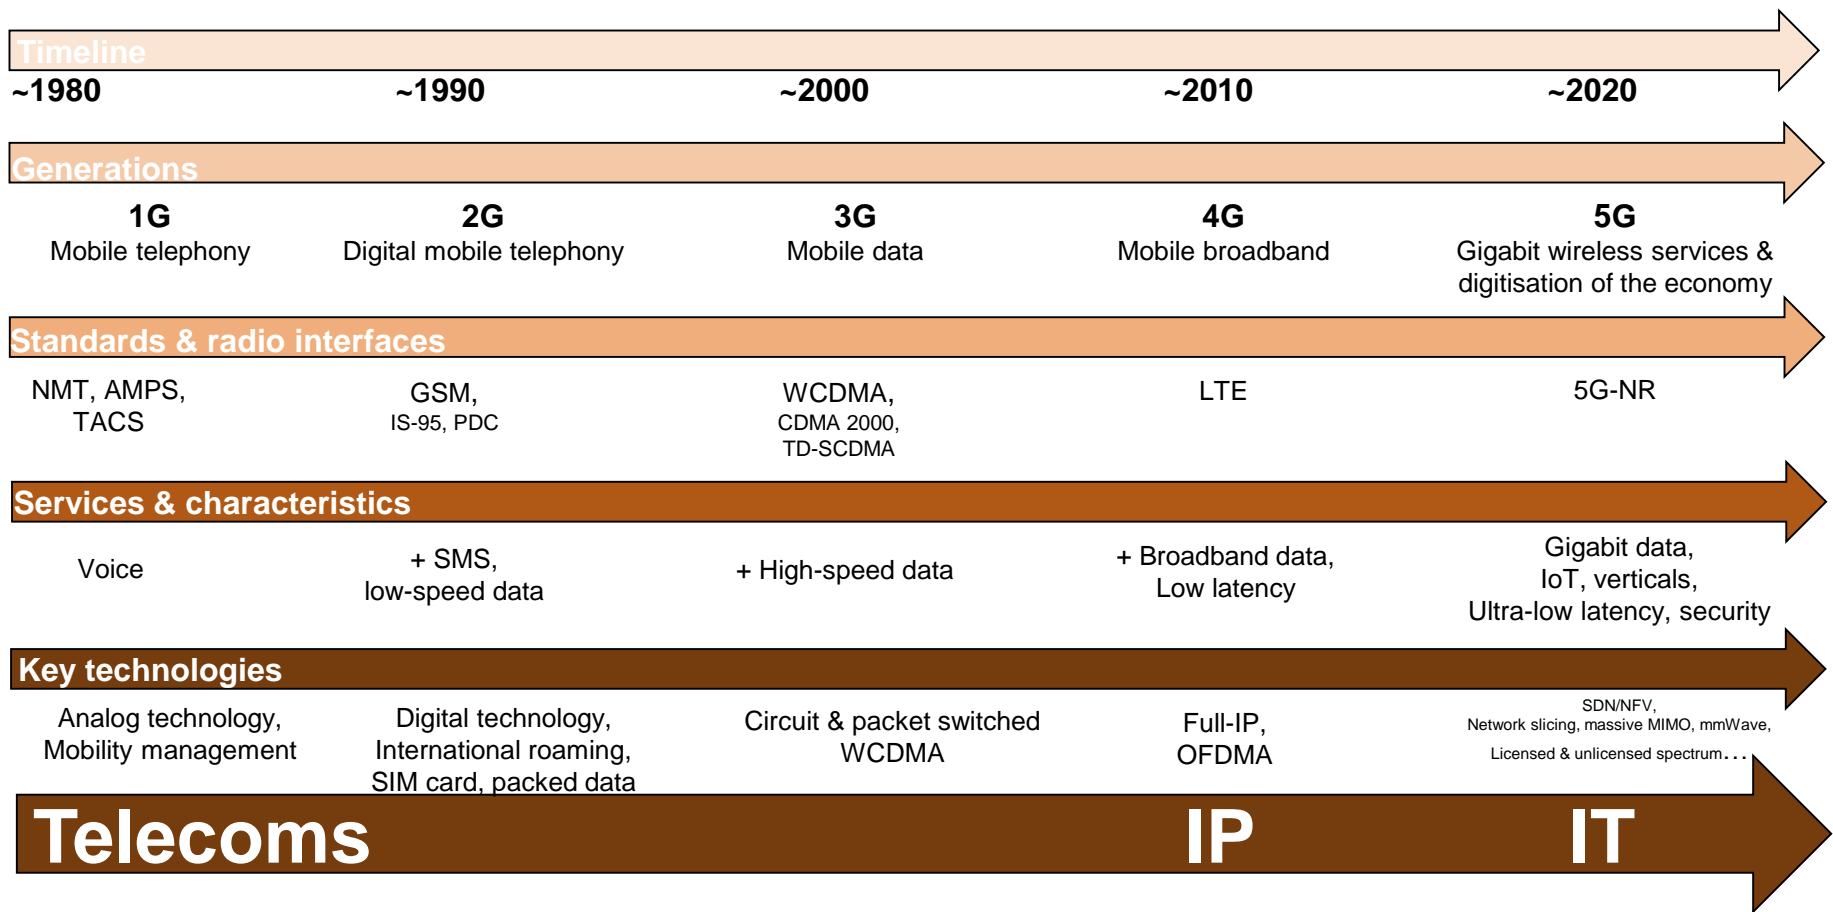 Timeline
~1980 ~1990 ~2000 ~2010 ~2020
Generations
1G 2G 3G 4G 5G
Mobile telephony Digital mobile telephony Mobile data Mobile broadband Gigabit wireless services &
digitisation of the economy
Standards & radio interfaces
NMT, AMPS,
TACS
GSM,
IS-95, PDC
WCDMA,
CDMA 2000,
TD-SCDMA
LTE
5G-NR
Services & characteristics
Voice
+ SMS,
low-speed data
+ High-speed data
+ Broadband data,
Low latency
Gigabit data,
IoT, verticals,
Ultra-low latency, security
Key technologies
Analog technology,
Mobility management
Digital technology,
International roaming,
SIM card, packed data
Circuit & packet switched
WCDMA
Full-IP,
OFDMA
SDN/NFV,
Network slicing, massive MIMO, mmWave,
Licensed & unlicensed spectrum...
Telecoms IP IT